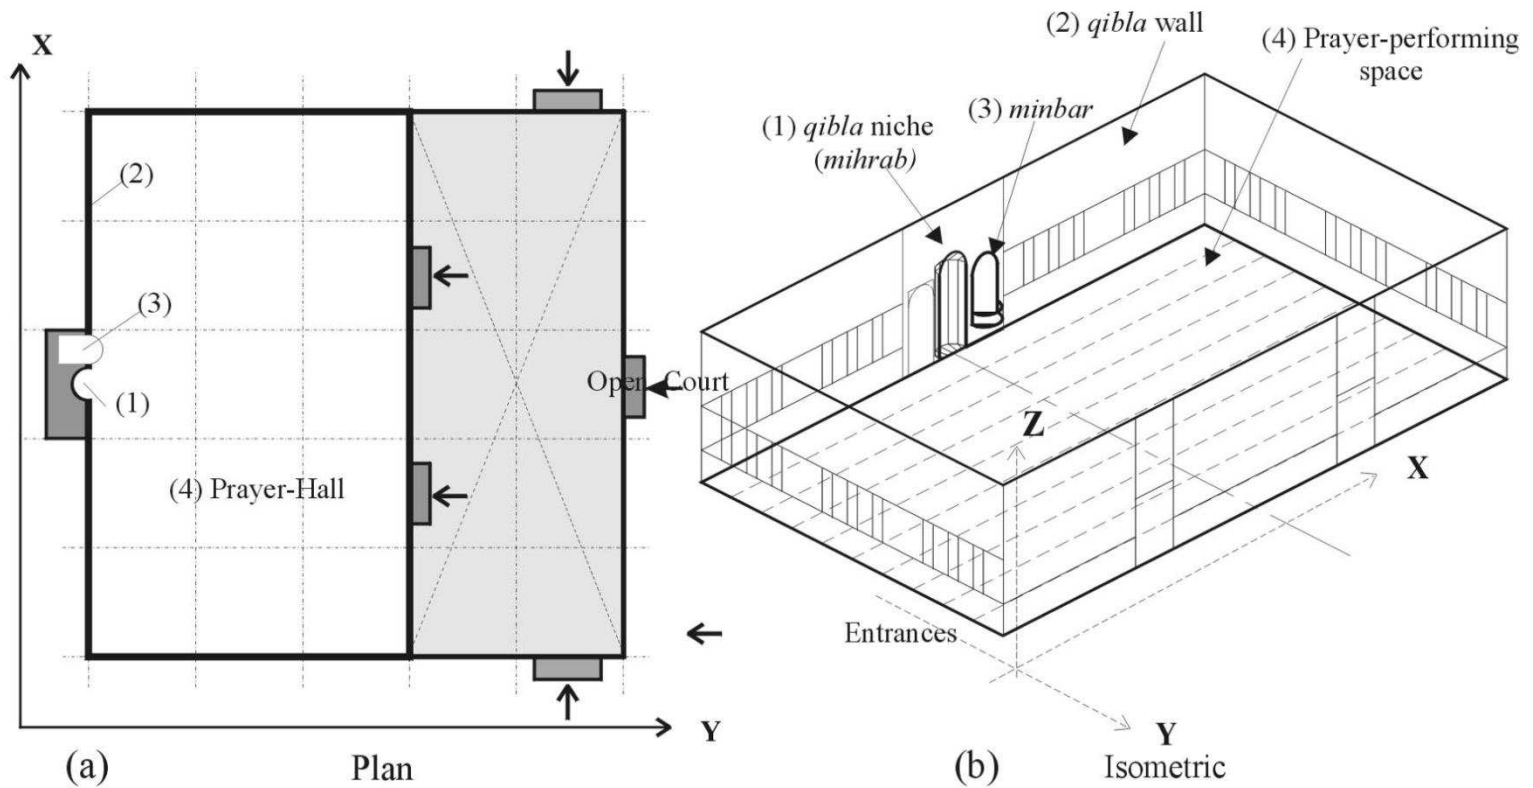 X
(2)
(3)
(1)
(4) Prayer-Hall
Open Court
Y
(a)
Plan
(2) qibla wall
(4) Prayer-performing
space
(3) minbar
(1) qibla niche
(mihrab)
Z
X
Entrances
Y
(b)
Isometric